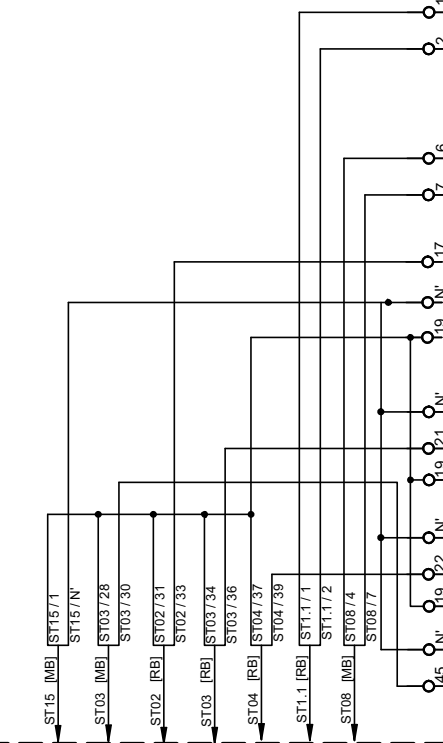 1
2
6
7
17
N'
19
N'
21
19
N'
22
19
N'
45
ST15 / 1
ST15 / N'
ST03 / 28
ST03 / 30
ST02 / 31
ST02 / 33
ST03 / 34
ST03 / 36
ST04 / 37
ST04 / 39
ST1.1 / 1
ST1.1 / 2
ST08 / 4
ST08 / 7
ST15 [MB]
ST03 [MB]
ST02 [RB]
ST03 [RB]
ST04 [RB]
ST1.1 [RB]
ST08 [MB]